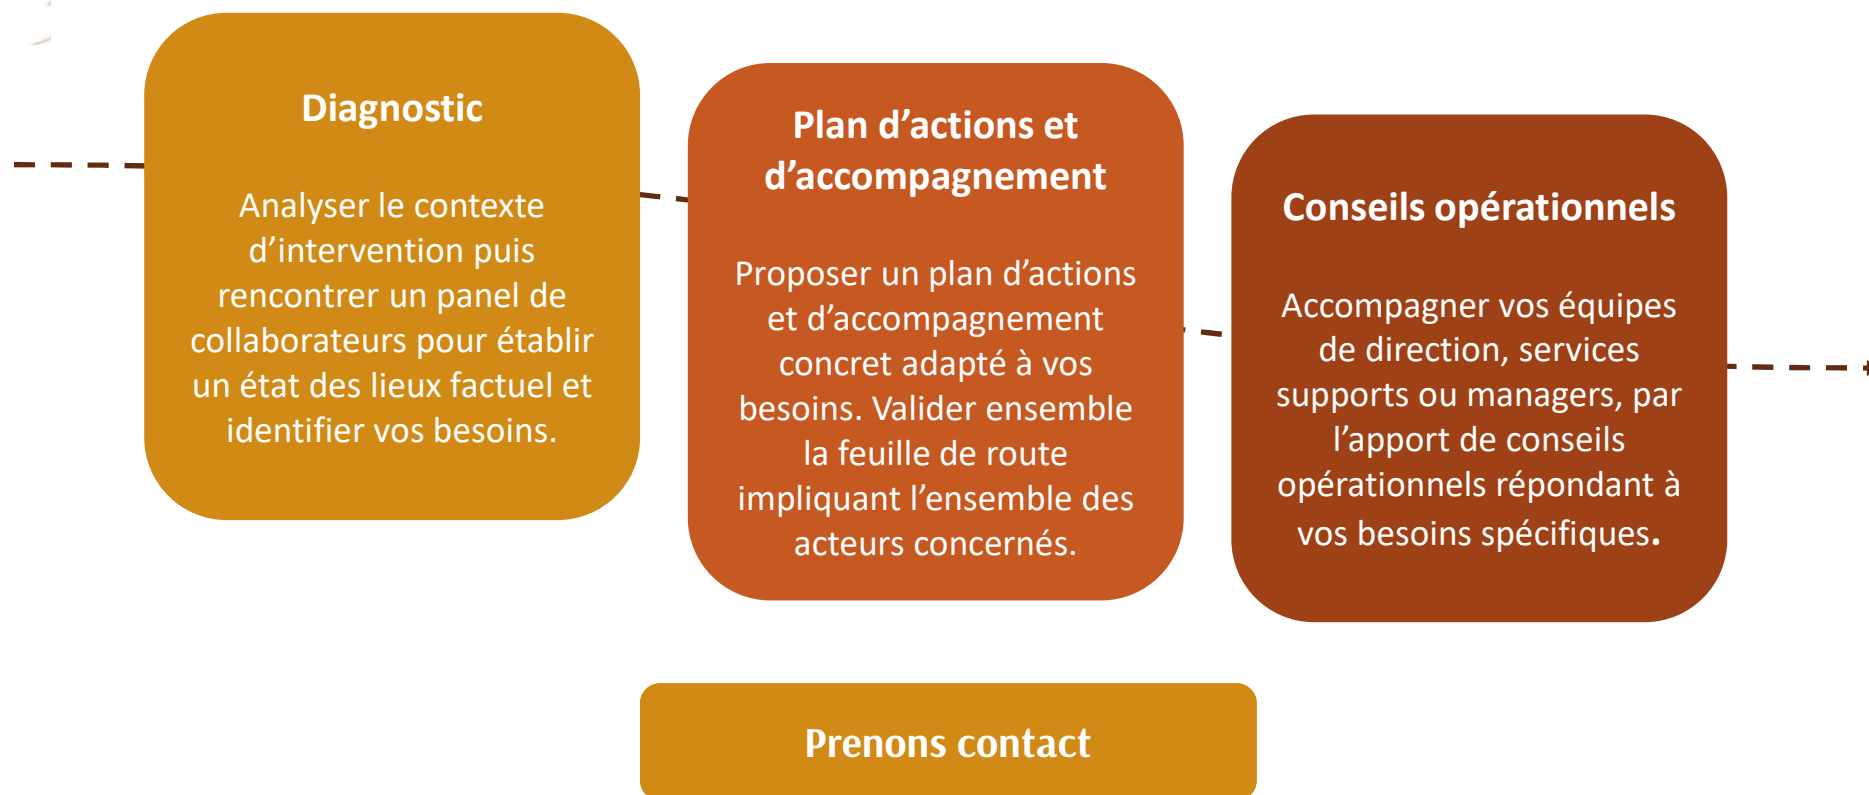 Diagnostic
Analyser le contexte
d’intervention puis
rencontrer un panel de
collaborateurs pour établir
un état des lieux factuel et
identifier vos besoins.
Plan d’actions et
d’accompagnement
Proposer un plan d’actions
et d’accompagnement
concret adapté à vos
besoins. Valider ensemble
la feuille de route
impliquant l’ensemble des
acteurs concernés.
Conseils opérationnels
Accompagner vos équipes
de direction, services
supports ou managers, par
l’apport de conseils
opérationnels répondant à
vos besoins spécifiques.
Prenons contact